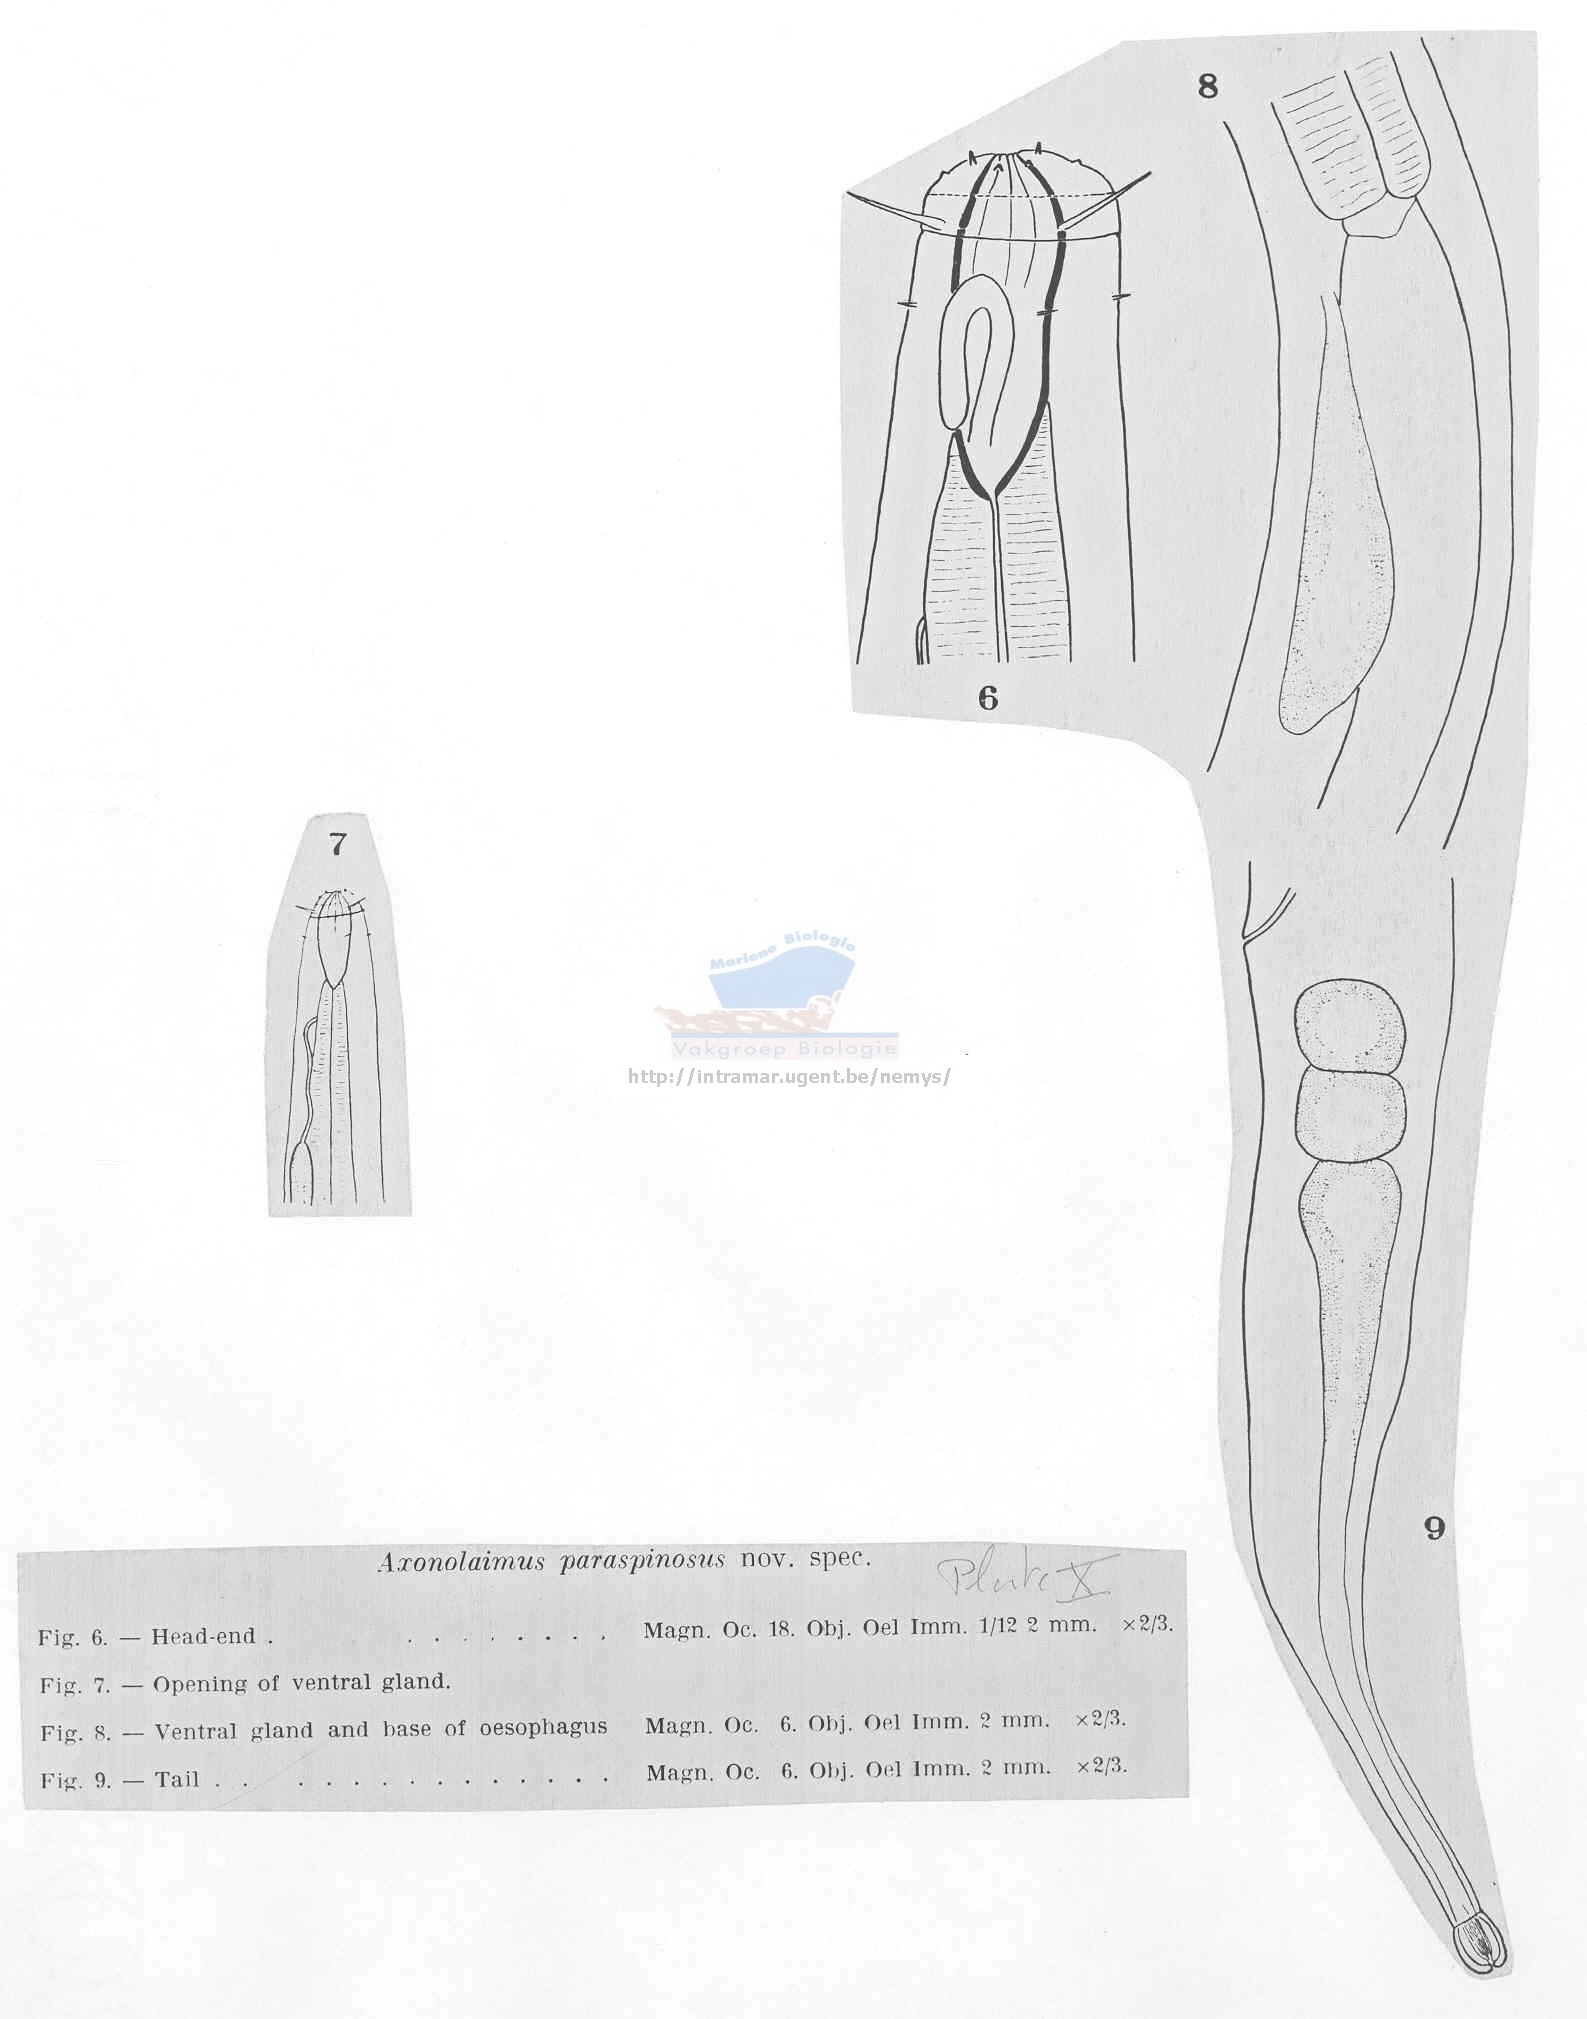 8
6
7
Mariene Biologie
Vakgroep Biologie
http://intramar.ugent.be/nemys/
9
Axonolaimus paraspinosus nov. spec.
Plate X
Fig. 6. — Head-end . . . . . . . . . Magn. Oc. 18. Obj. Oel Imm. 1/12 2 mm. ×2/3.
Fig. 7. — Opening of ventral gland.
Fig. 8. — Ventral gland and base of oesophagus Magn. Oc. 6. Obj. Oel Imm. 2 mm. ×2/3.
Fig. 9. — Tail . . . . . . . . . . . . . . Magn. Oc. 6. Obj. Oel Imm. 2 mm. ×2/3.